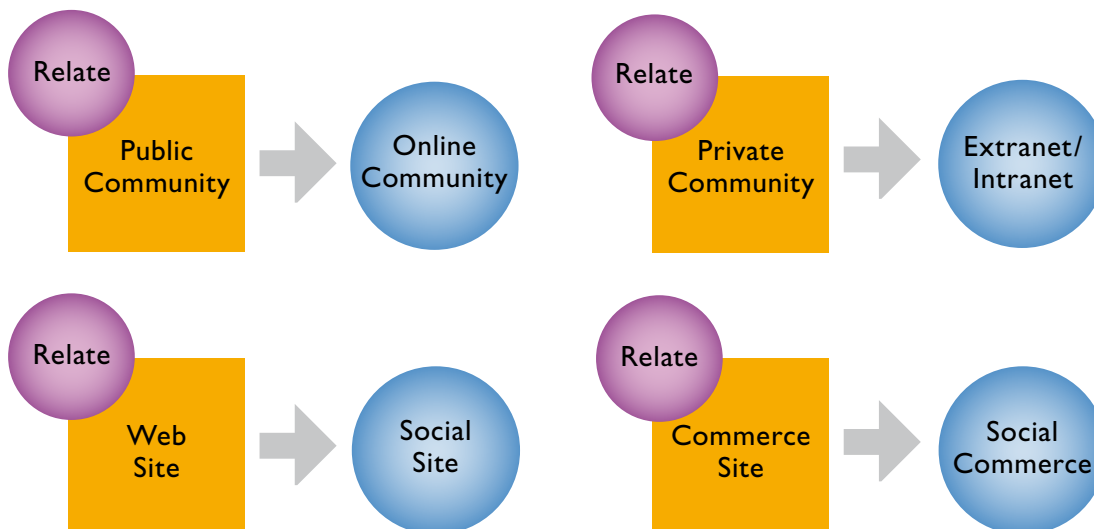 Relate
Public
Community
Online
Community
Relate
Private
Community
Extranet/
Intranet
Relate
Web
Site
Social
Site
Relate
Commerce
Site
Social
Commerce